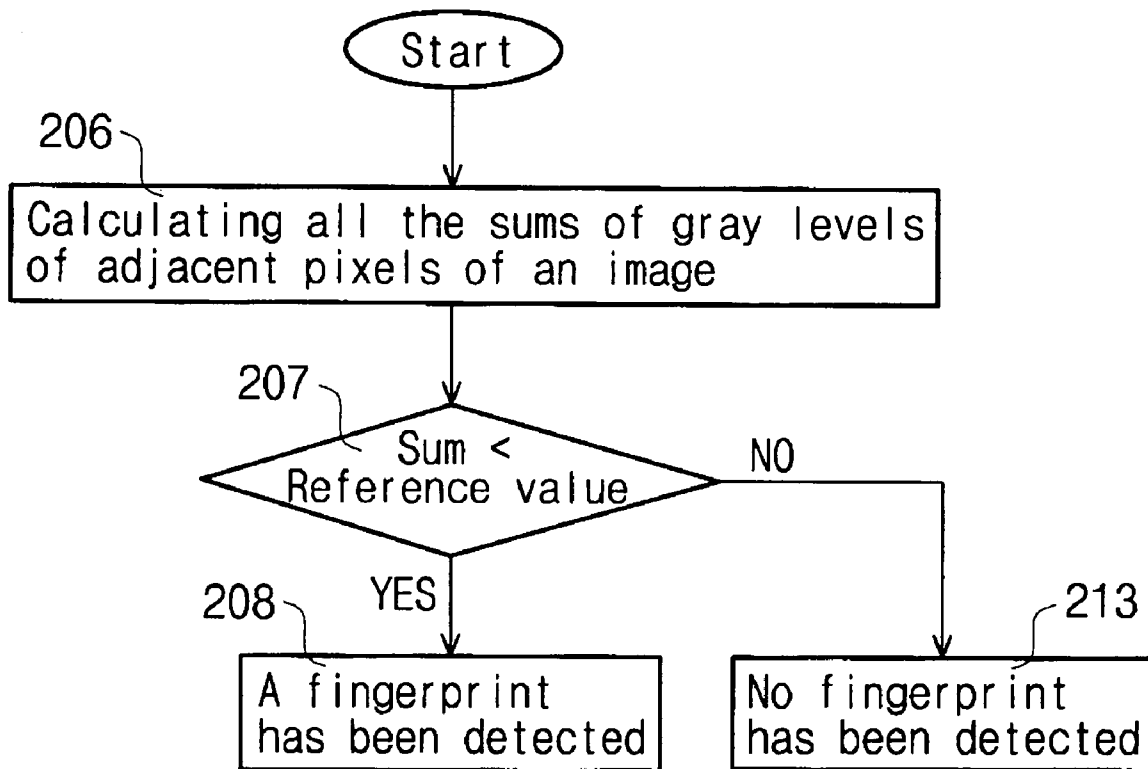 Start
206
Calculating all the sums of gray levels
of adjacent pixels of an image
207
Sum <
Reference value
NO
YES
208
213
A fingerprint
has been detected
No fingerprint
has been detected